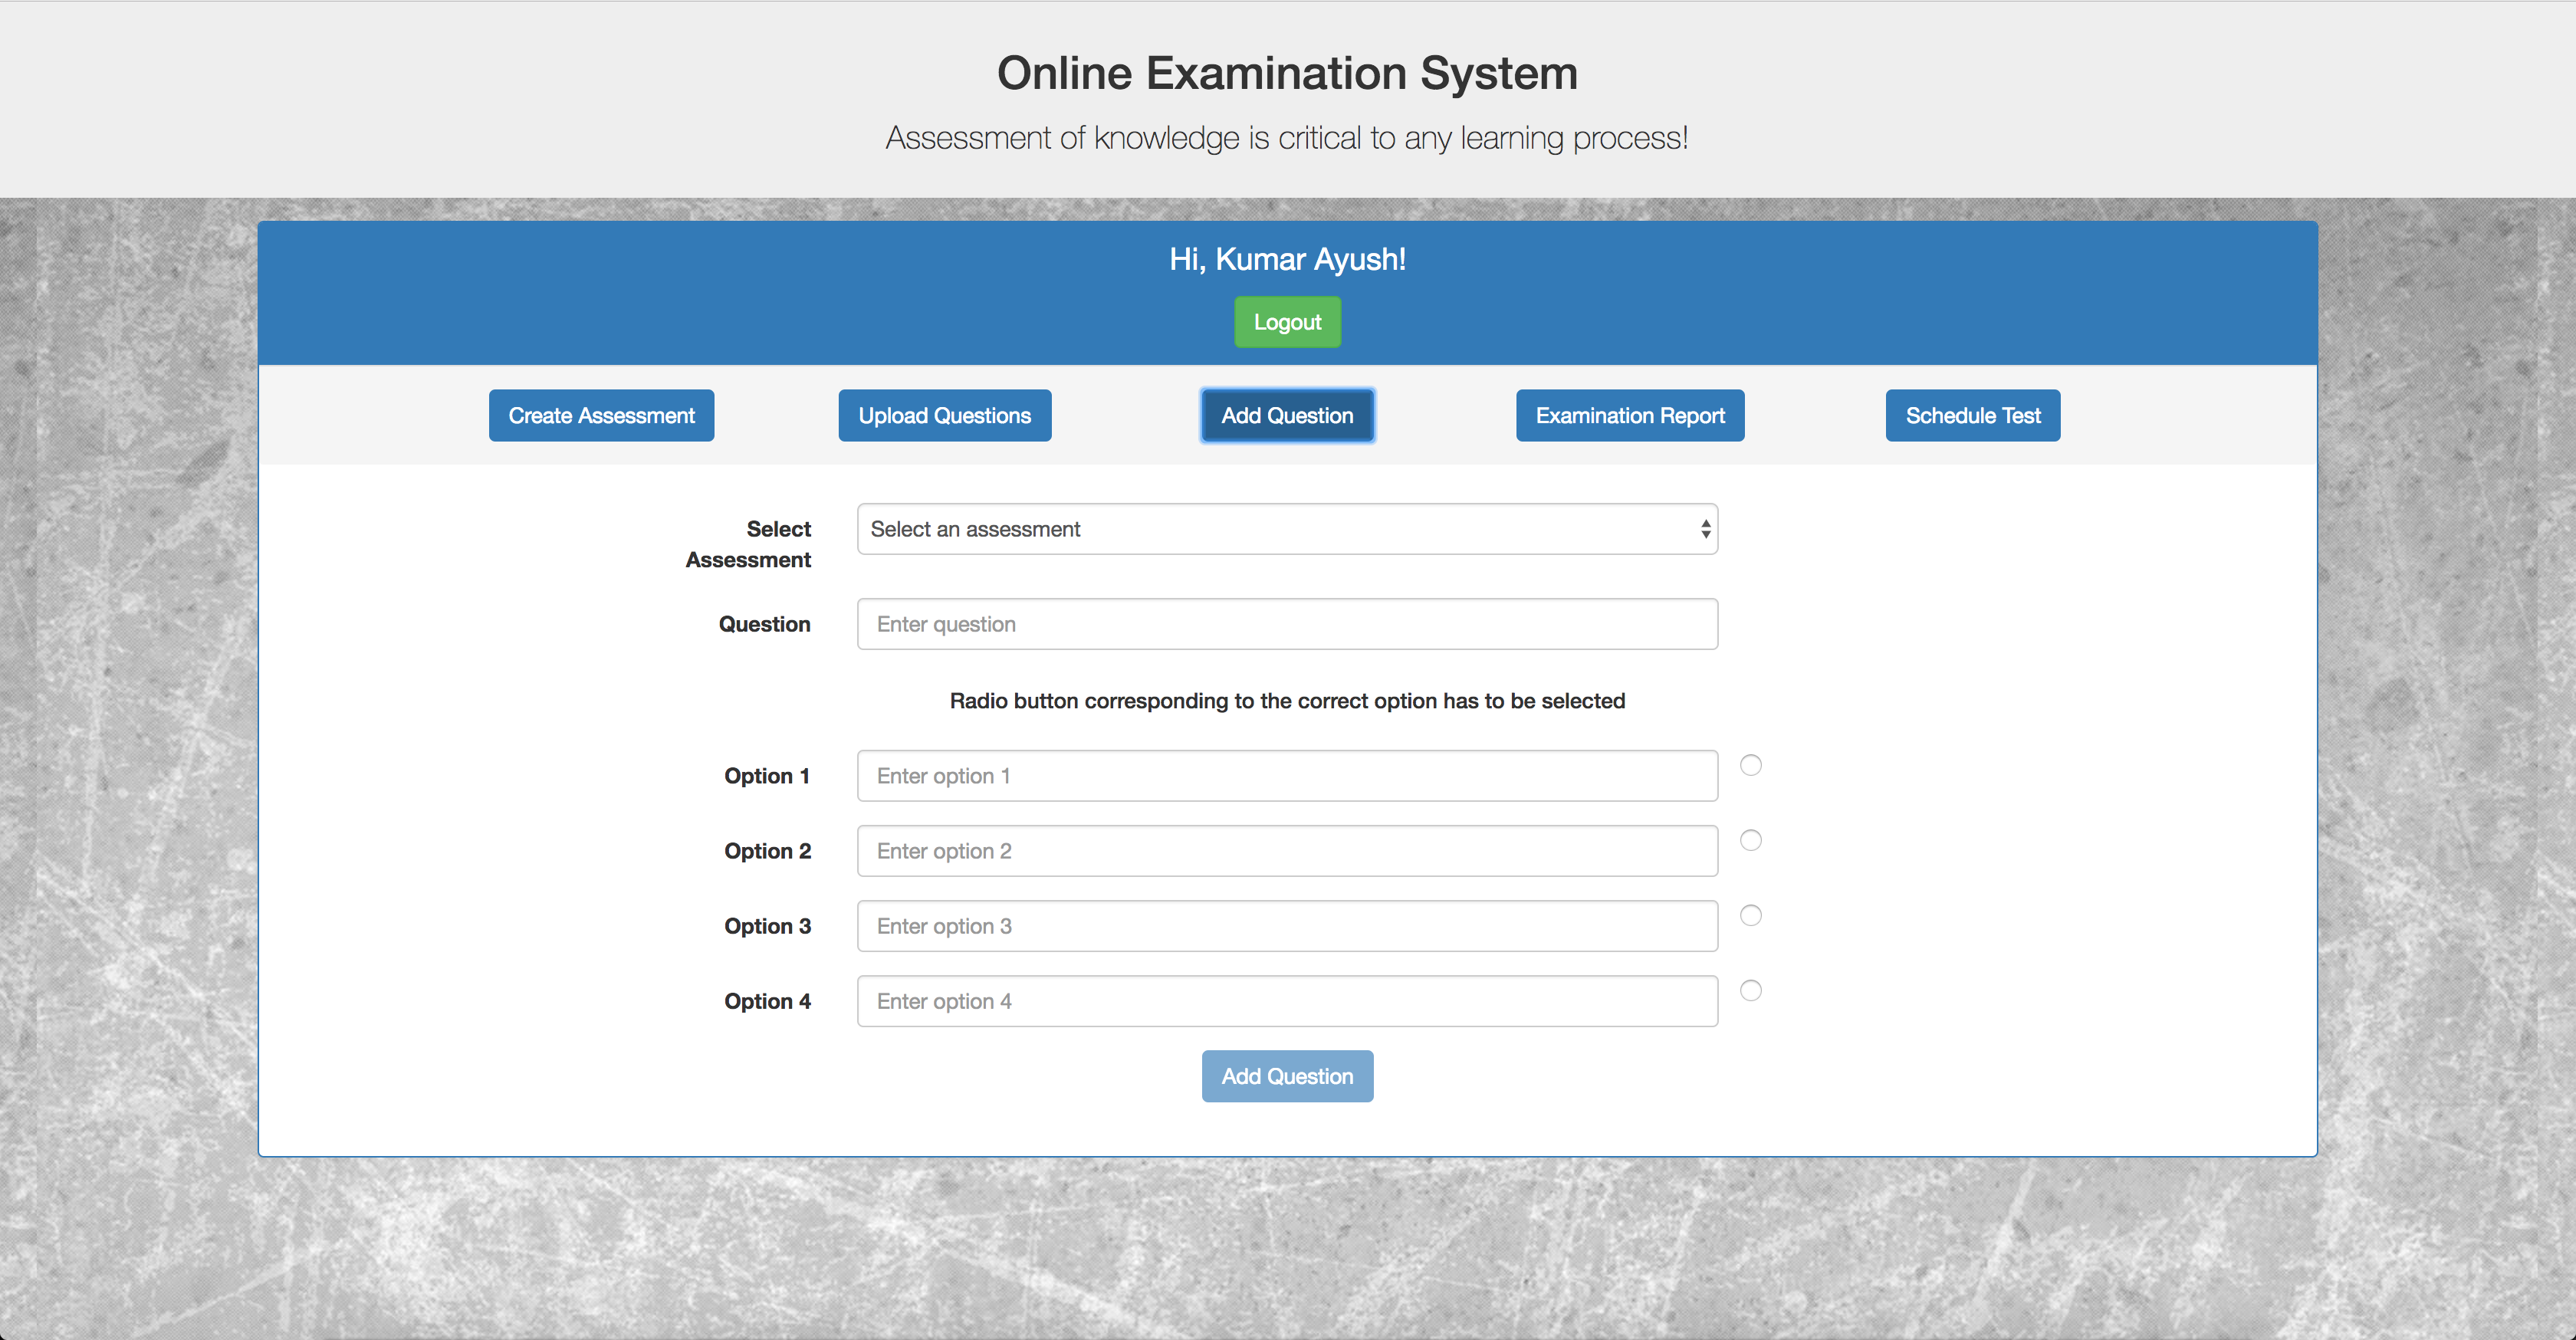 Online Examination System
Assessment of knowledge is critical to any learning process!
Hi, Kumar Ayush!
Logout
Create Assessment
Upload Questions
Add Question
Examination Report
Schedule Test
Select
Assessment
Select an assessment
Question
Enter question
Radio button corresponding to the correct option has to be selected
Option 1
Enter option 1
Option 2
Enter option 2
Option 3
Enter option 3
Option 4
Enter option 4
Add Question